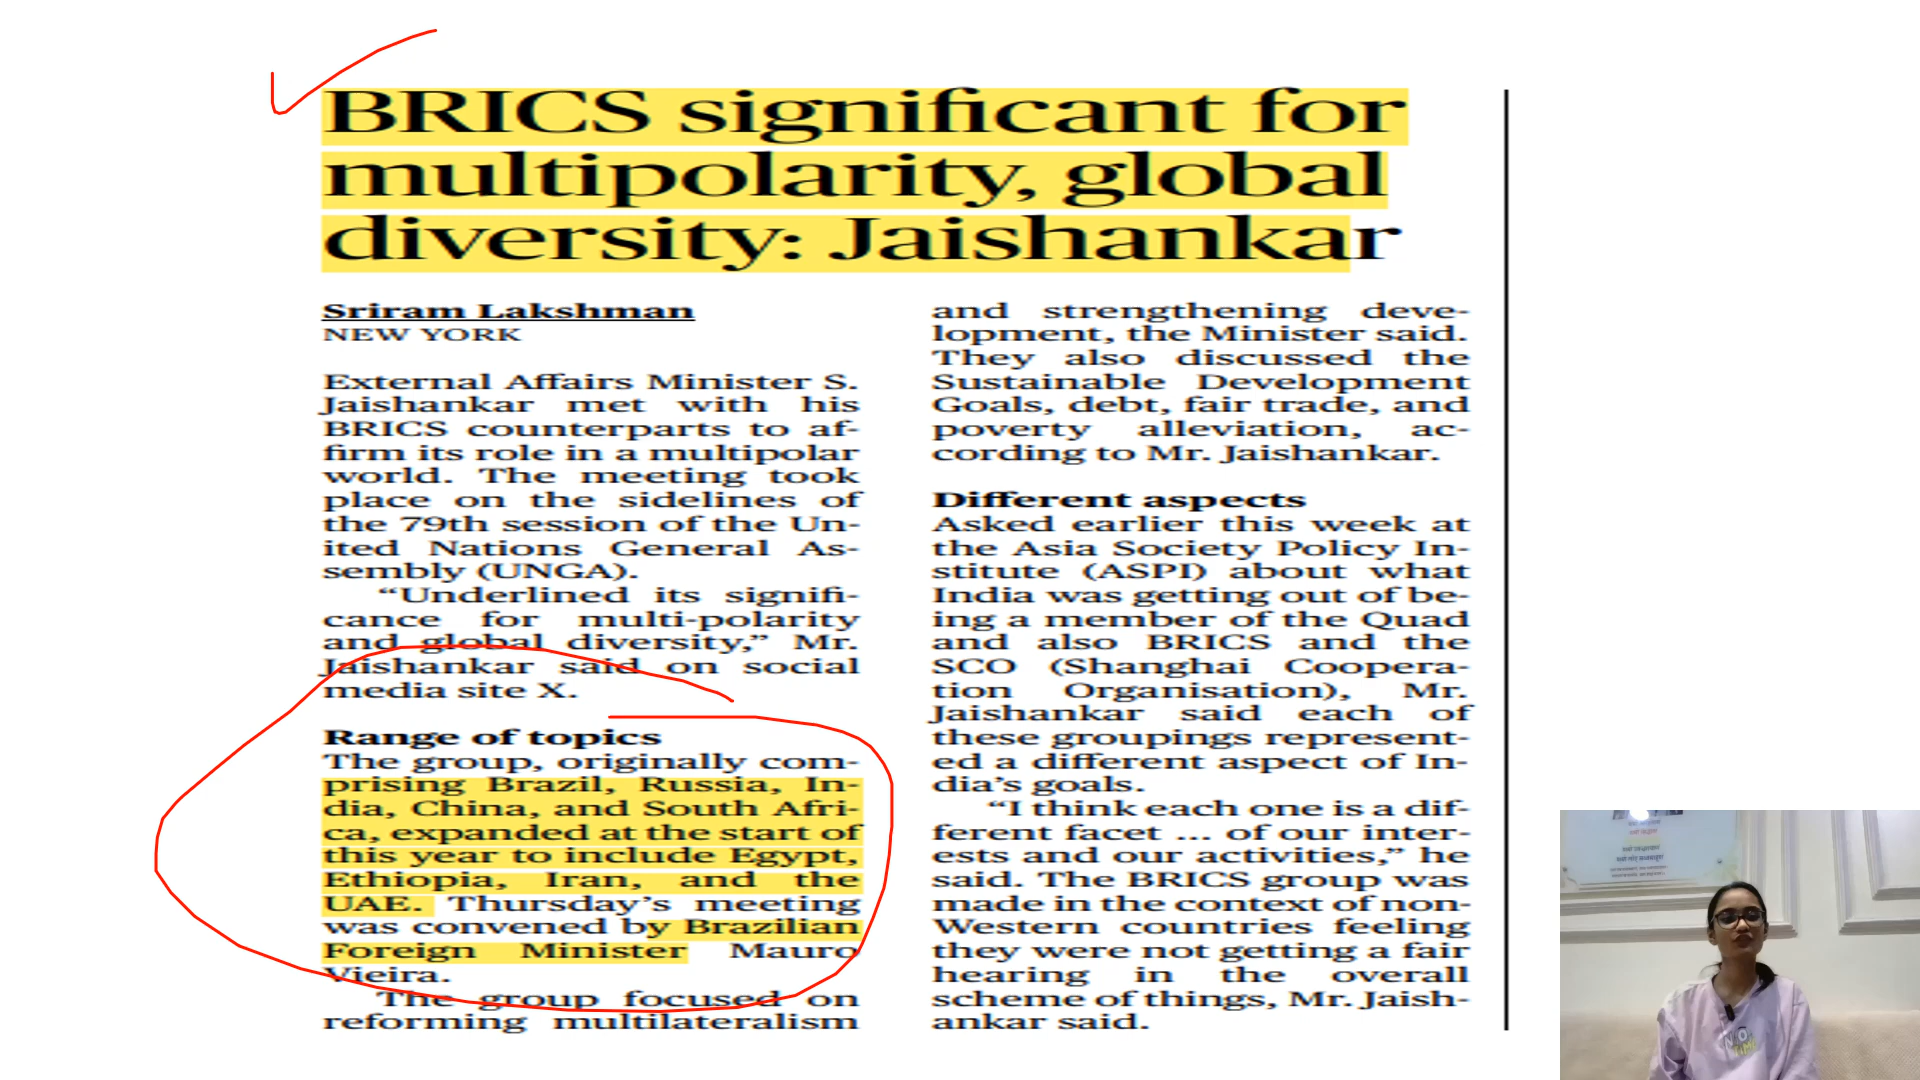 BRICS significant for
multipolarity, global
diversity: Jaishankar
Sriram Lakshman
NEW YORK
External Affairs Minister S.
Jaishankar met with his
BRICS counterparts to af-
firm its role in a multipolar
world. The meeting took
place on the sidelines of
the 79th session of the Un-
ited Nations General As-
sembly (UNGA).
“Underlined its signifi-
cance for multi-polarity
and global diversity,” Mr.
Jaishankar said on social
media site X.
Range of topics
The group, originally com-
prising Brazil, Russia, In-
dia, China, and South Afri-
ca, expanded at the start of
this year to include Egypt,
Ethiopia, Iran, and the
UAE. Thursday’s meeting
was convened by Brazilian
Foreign Minister Mauro
Vieira.
The group focused on
reforming multilateralism
and strengthening deve-
lopment, the Minister said.
They also discussed the
Sustainable Development
Goals, debt, fair trade, and
poverty alleviation, ac-
cording to Mr. Jaishankar.
Different aspects
Asked earlier this week at
the Asia Society Policy In-
stitute (ASPI) about what
India was getting out of be-
ing a member of the Quad
and also BRICS and the
SCO (Shanghai Coopera-
tion Organisation), Mr.
Jaishankar said each of
these groupings represent-
ed a different aspect of In-
dia’s goals.
“I think each one is a dif-
ferent facet ... of our inter-
ests and our activities,” he
said. The BRICS group was
made in the context of non-
Western countries feeling
they were not getting a fair
hearing in the overall
scheme of things, Mr. Jaish-
ankar said.